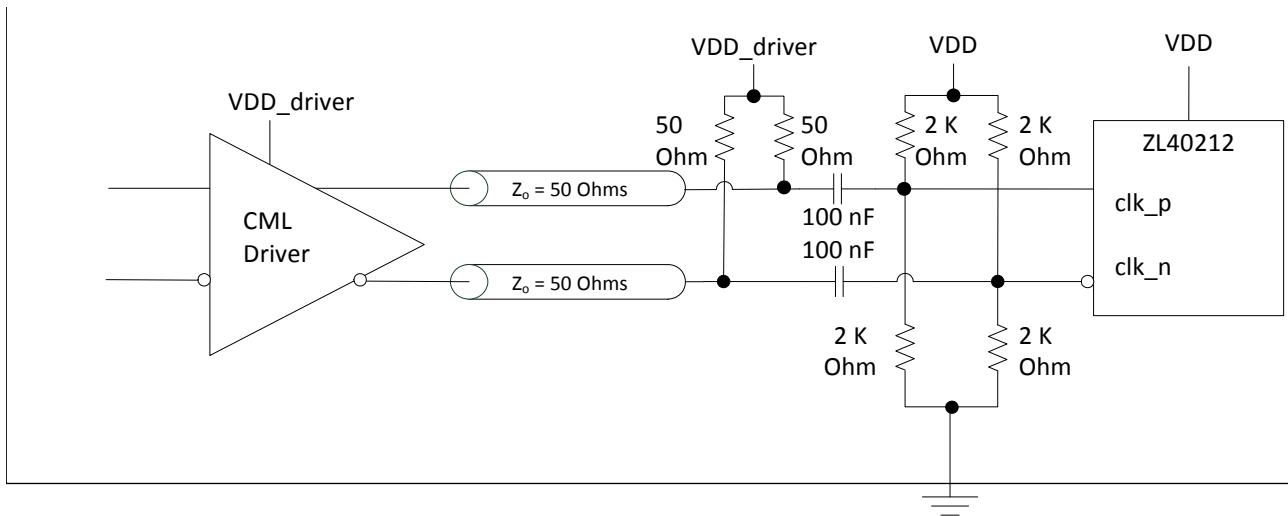 VDD_driver
VDD
VDD
VDD_driver
50
Ohm
50
Ohm
2 K
Ohm
2 K
Ohm
ZL40212
Zₒ = 50 Ohms
clk_p
CML
Driver
100 nF
100 nF
clk_n
Zₒ = 50 Ohms
2 K
Ohm
2 K
Ohm